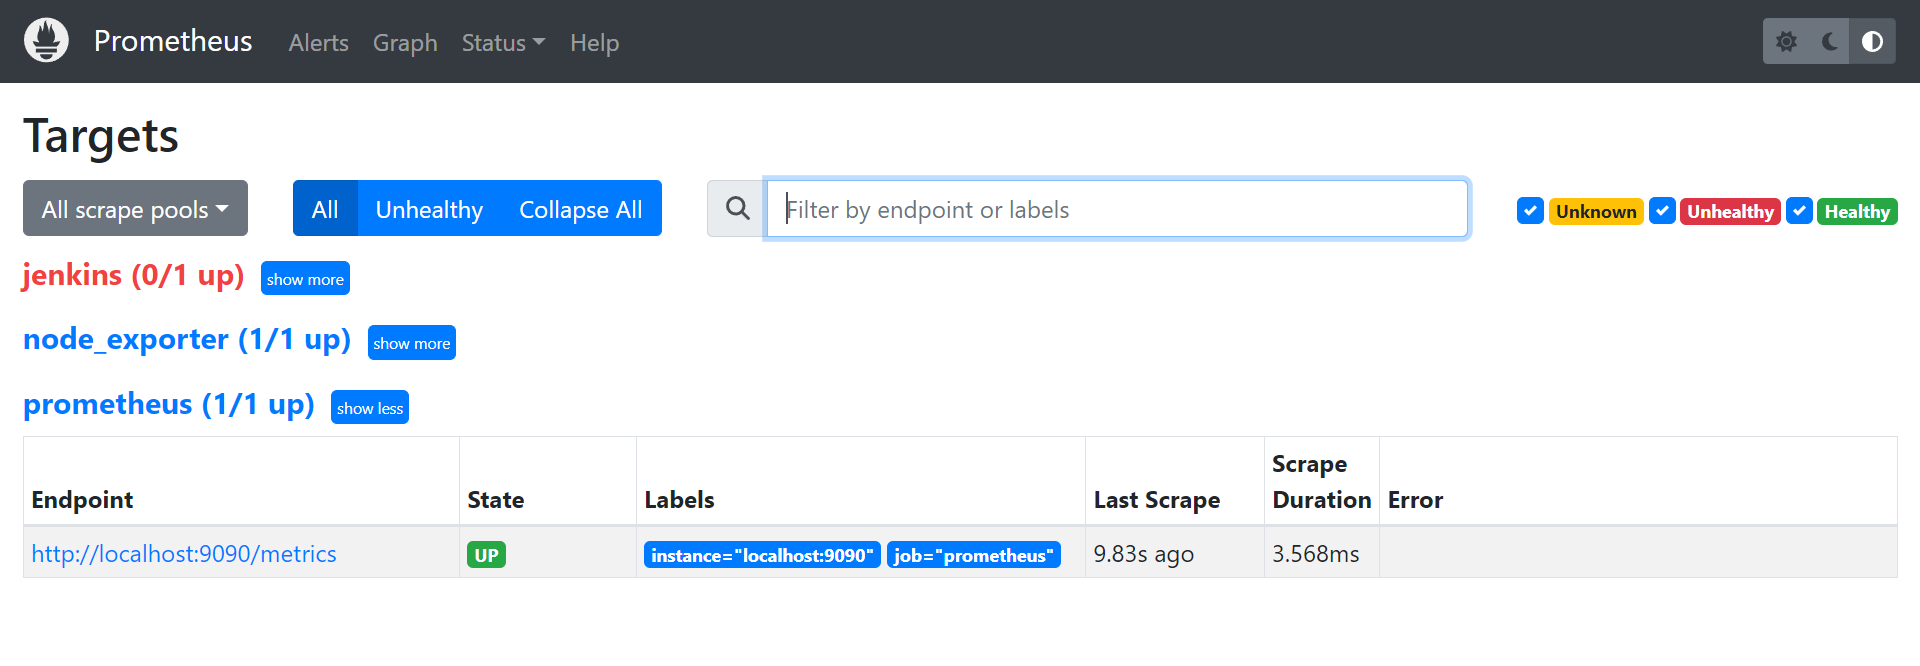 Prometheus Alerts Graph Status Help
Targets
All scrape pools All Unhealthy Collapse All Filter by endpoint or labels Unknown Unhealthy Healthy
jenkins (0/1 up) show more
node_exporter (1/1 up) show more
prometheus (1/1 up) show less
Endpoint State Labels Last Scrape Scrape Duration Error
http://localhost:9090/metrics UP instance="localhost:9090" job="prometheus" 9.83s ago 3.568ms